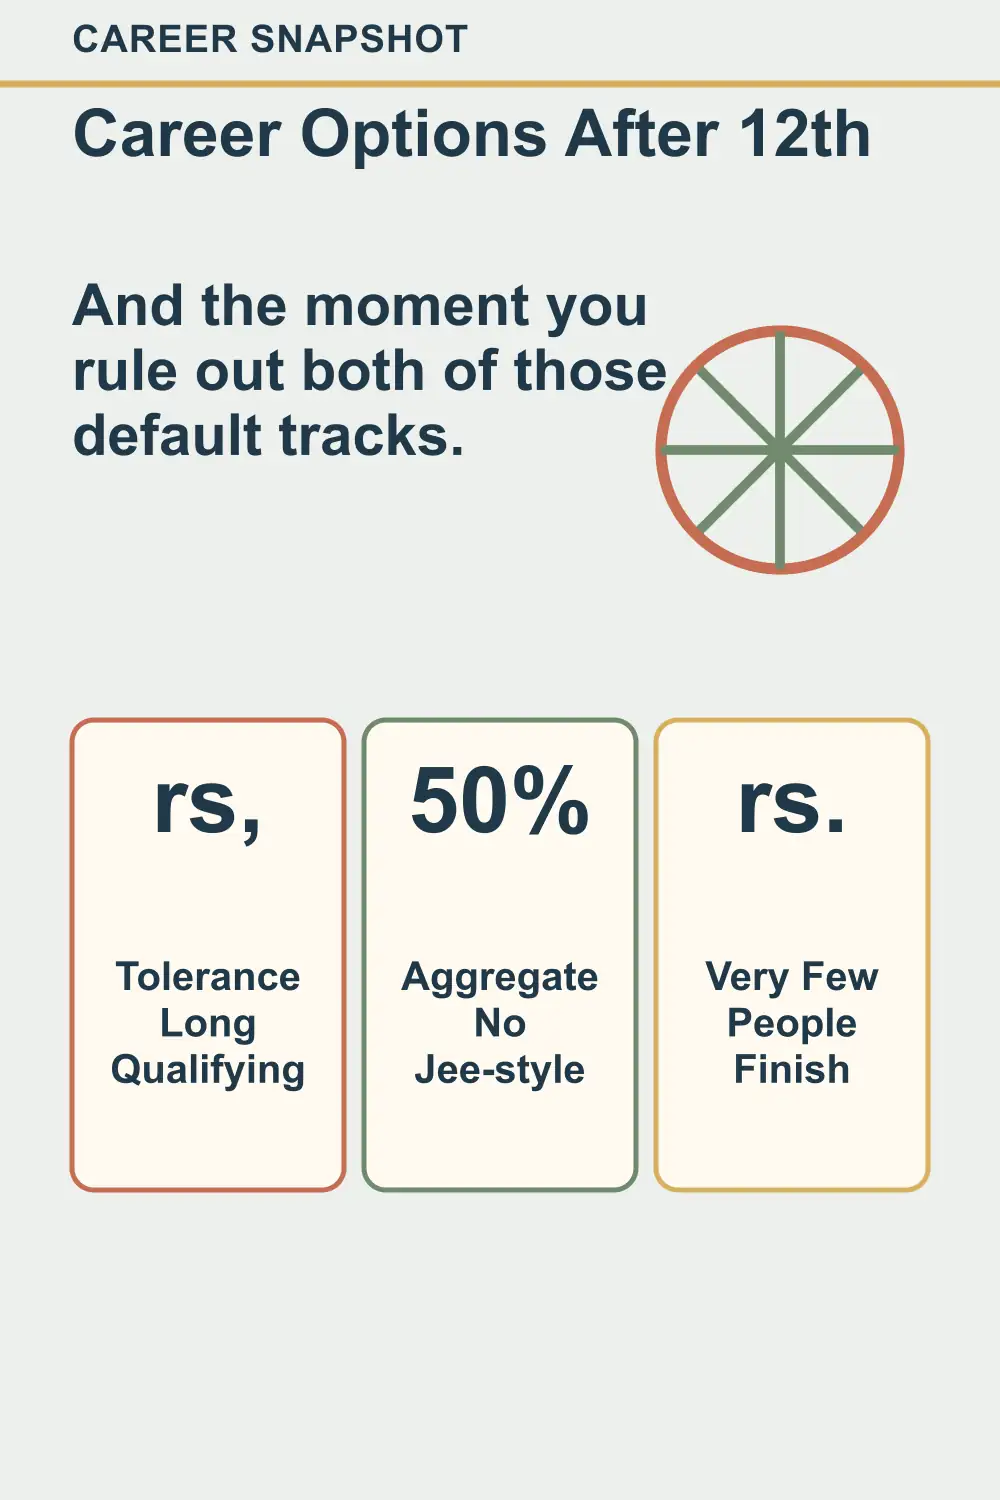 CAREER SNAPSHOT
Career Options After 12th
And the moment you
rule out both of those
default tracks.
rs,
Tolerance
Long
Qualifying
50%
Aggregate
No
Jee-style
rs.
Very Few
People
Finish